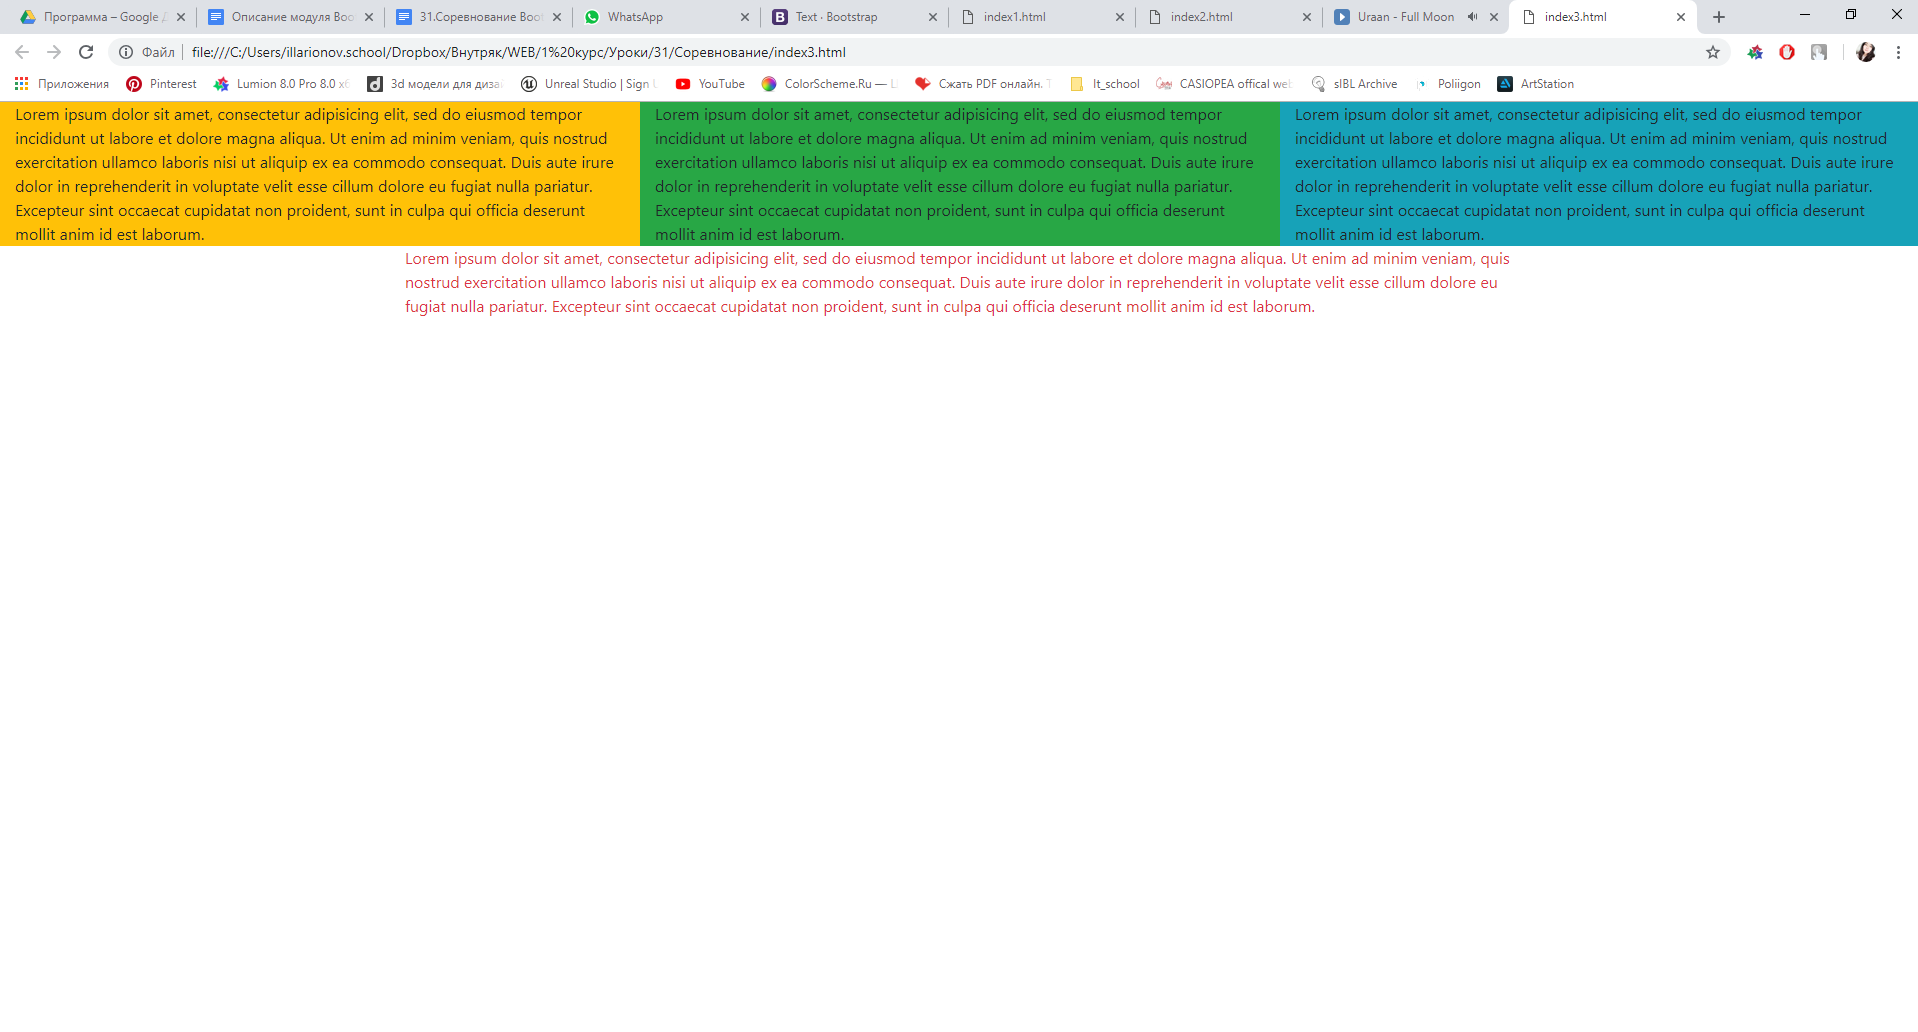 Программа – Google Д
Описание модуля Boo
31.Соревнование Boot
WhatsApp
Text · Bootstrap
index1.html
index2.html
Uraan - Full Moon
index3.html
Файл
file:///C:/Users/illarionov.school/Dropbox/Внутряк/WEB/1%20курс/Уроки/31/Соревнование/index3.html
Приложения
Pinterest
Lumion 8.0 Pro 8.0 x6
3d модели для дизай
Unreal Studio | Sign U
YouTube
ColorScheme.Ru —
Сжать PDF онлайн.
It_school
CASIOPEA offical web
sIBL Archive
Poliigon
ArtStation
Lorem ipsum dolor sit amet, consectetur adipisicing elit, sed do eiusmod tempor
incididunt ut labore et dolore magna aliqua. Ut enim ad minim veniam, quis nostrud
exercitation ullamco laboris nisi ut aliquip ex ea commodo consequat. Duis aute irure
dolor in reprehenderit in voluptate velit esse cillum dolore eu fugiat nulla pariatur.
Excepteur sint occaecat cupidatat non proident, sunt in culpa qui officia deserunt
mollit anim id est laborum.
Lorem ipsum dolor sit amet, consectetur adipisicing elit, sed do eiusmod tempor
incididunt ut labore et dolore magna aliqua. Ut enim ad minim veniam, quis nostrud
exercitation ullamco laboris nisi ut aliquip ex ea commodo consequat. Duis aute irure
dolor in reprehenderit in voluptate velit esse cillum dolore eu fugiat nulla pariatur.
Excepteur sint occaecat cupidatat non proident, sunt in culpa qui officia deserunt
mollit anim id est laborum.
Lorem ipsum dolor sit amet, consectetur adipisicing elit, sed do eiusmod tempor
incididunt ut labore et dolore magna aliqua. Ut enim ad minim veniam, quis nostrud
exercitation ullamco laboris nisi ut aliquip ex ea commodo consequat. Duis aute irure
dolor in reprehenderit in voluptate velit esse cillum dolore eu fugiat nulla pariatur.
Excepteur sint occaecat cupidatat non proident, sunt in culpa qui officia deserunt
mollit anim id est laborum.
Lorem ipsum dolor sit amet, consectetur adipisicing elit, sed do eiusmod tempor incididunt ut labore et dolore magna aliqua. Ut enim ad minim veniam, quis
nostrud exercitation ullamco laboris nisi ut aliquip ex ea commodo consequat. Duis aute irure dolor in reprehenderit in voluptate velit esse cillum dolore eu
fugiat nulla pariatur. Excepteur sint occaecat cupidatat non proident, sunt in culpa qui officia deserunt mollit anim id est laborum.